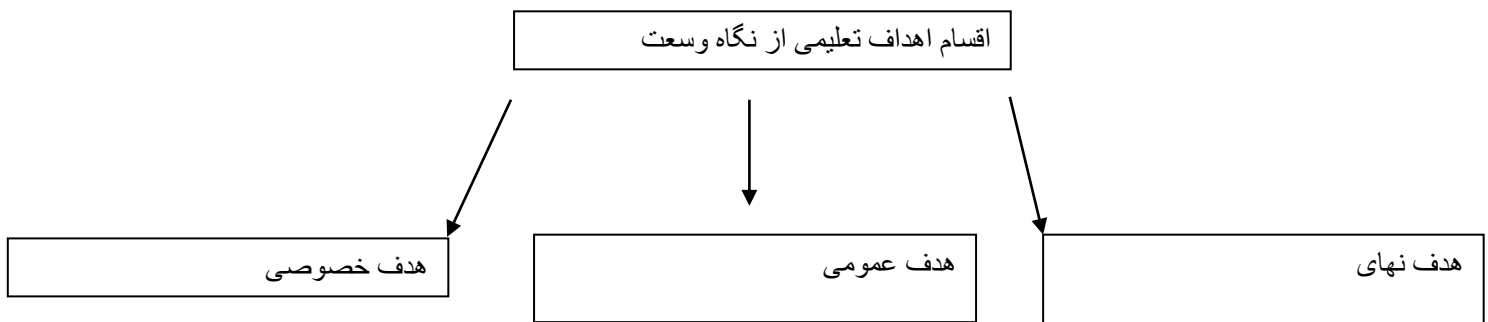 اقسام اهداف تعلیمی از نگاه وسعت
هدف نهای
هدف عمومی
هدف خصوصی